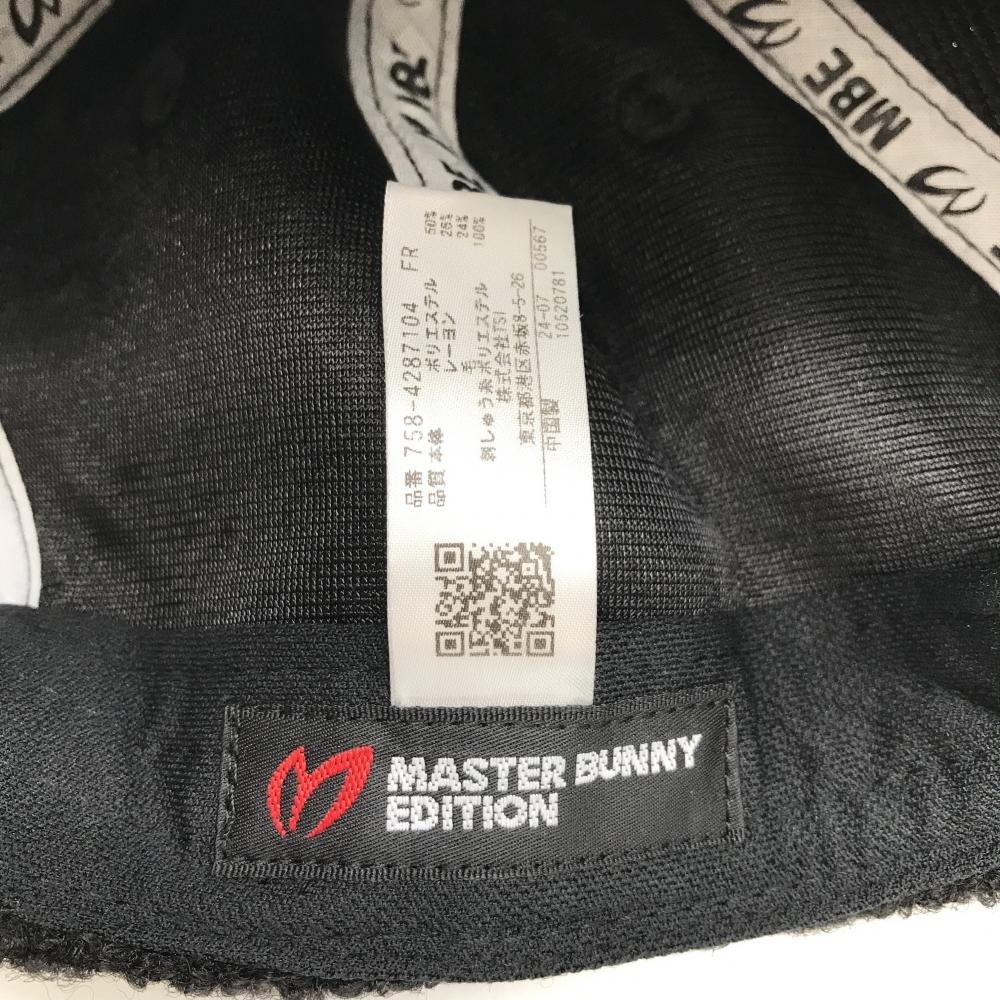 MBE
品番 758-4287104 FR
品質 本体 ポリエステル 50%
レーヨン 26%
毛 24%
刺しゅう糸 ポリエステル 100%
株式会社TSI
東京都港区赤坂8-5-26
中国製 24-07 00567
10520781
MASTER BUNNY
EDITION